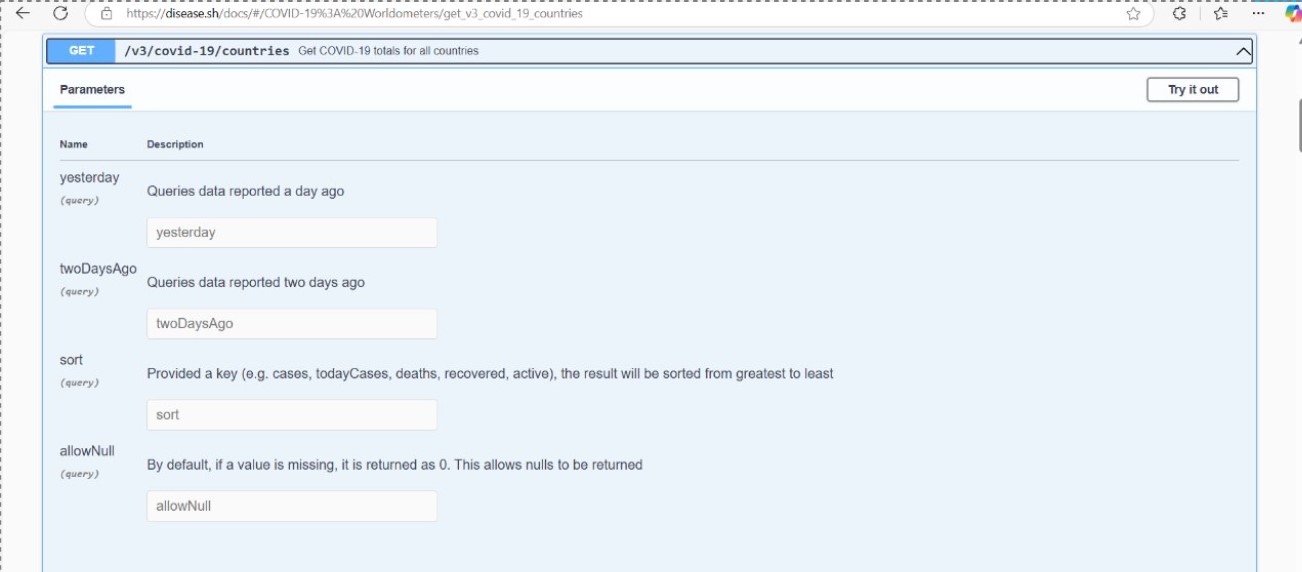 https://disease.sh/docs/#/COVID-19%3A%20Worldometers/get_v3_covid_19_countries
GET /v3/covid-19/countries Get COVID-19 totals for all countries
Parameters Try it out
Name Description
yesterday
(query)
Queries data reported a day ago
yesterday
twoDaysAgo
(query)
Queries data reported two days ago
twoDaysAgo
sort
(query)
Provided a key (e.g. cases, todayCases, deaths, recovered, active), the result will be sorted from greatest to least
sort
allowNull
(query)
By default, if a value is missing, it is returned as 0. This allows nulls to be returned
allowNull